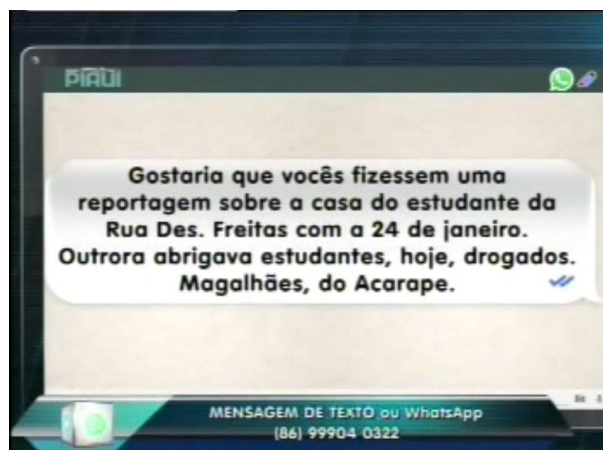 PIAUÍ
Gostaria que vocês fizessem uma
reportagem sobre a casa do estudante da
Rua Des. Freitas com a 24 de janeiro.
Outrora abrigava estudantes, hoje, drogados.
Magalhães, do Acarape.
MENSAGEM DE TEXTO ou WhatsApp
(86) 99904 0322